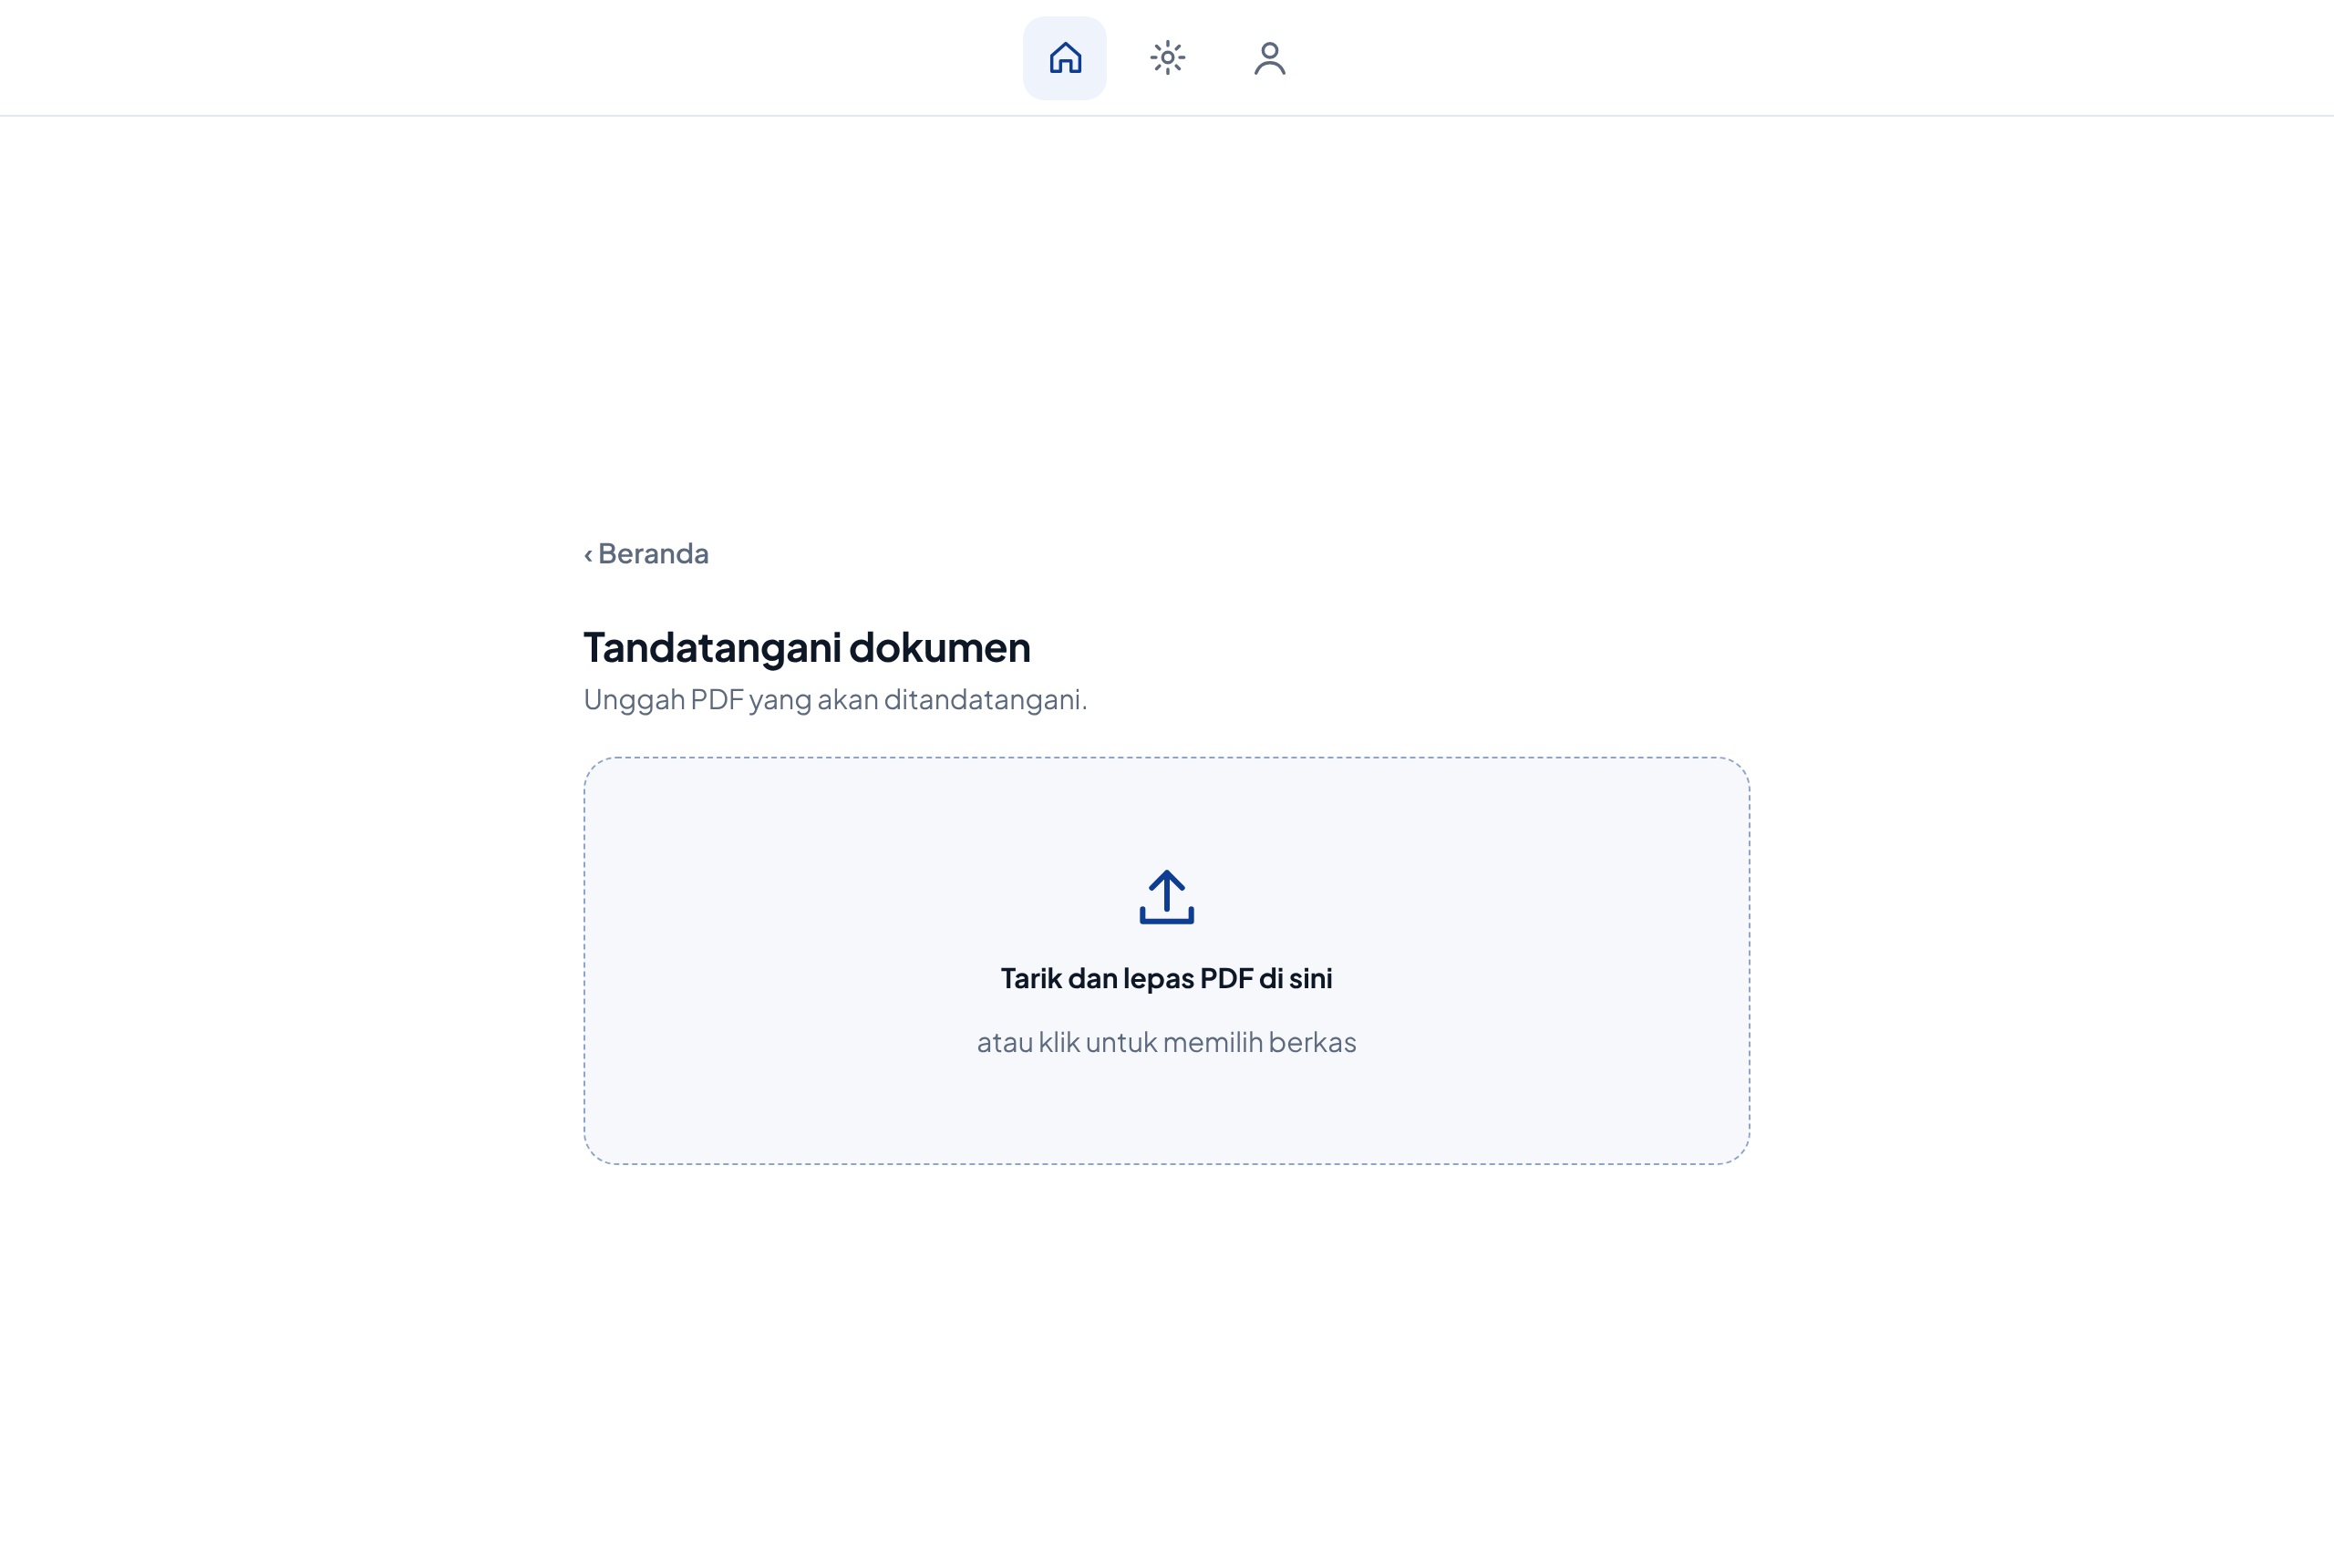 ‹ Beranda
Tandatangani dokumen
Unggah PDF yang akan ditandatangani.
Tarik dan lepas PDF di sini
atau klik untuk memilih berkas